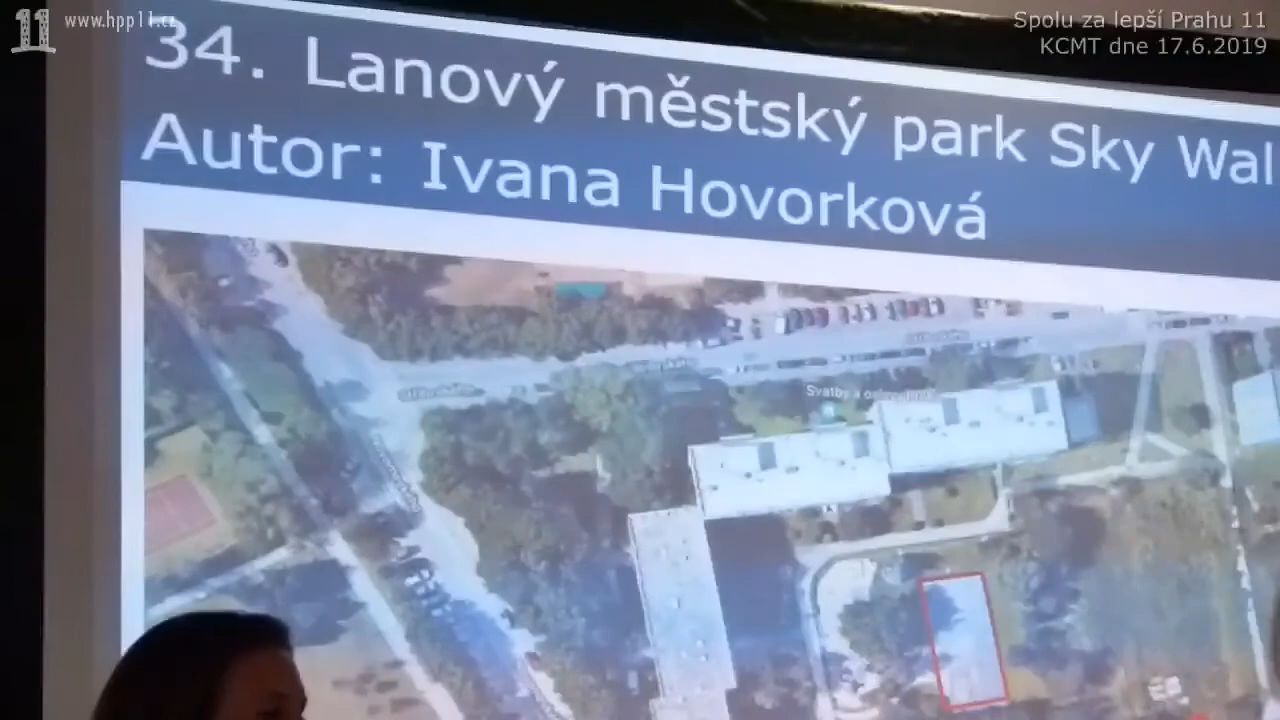 11 www.hpp11.cz
Spolu za lepší Prahu 11
KCMT dne 17.6.2019
34. Lanový městský park Sky Wal
Autor: Ivana Hovorková
Svatby a